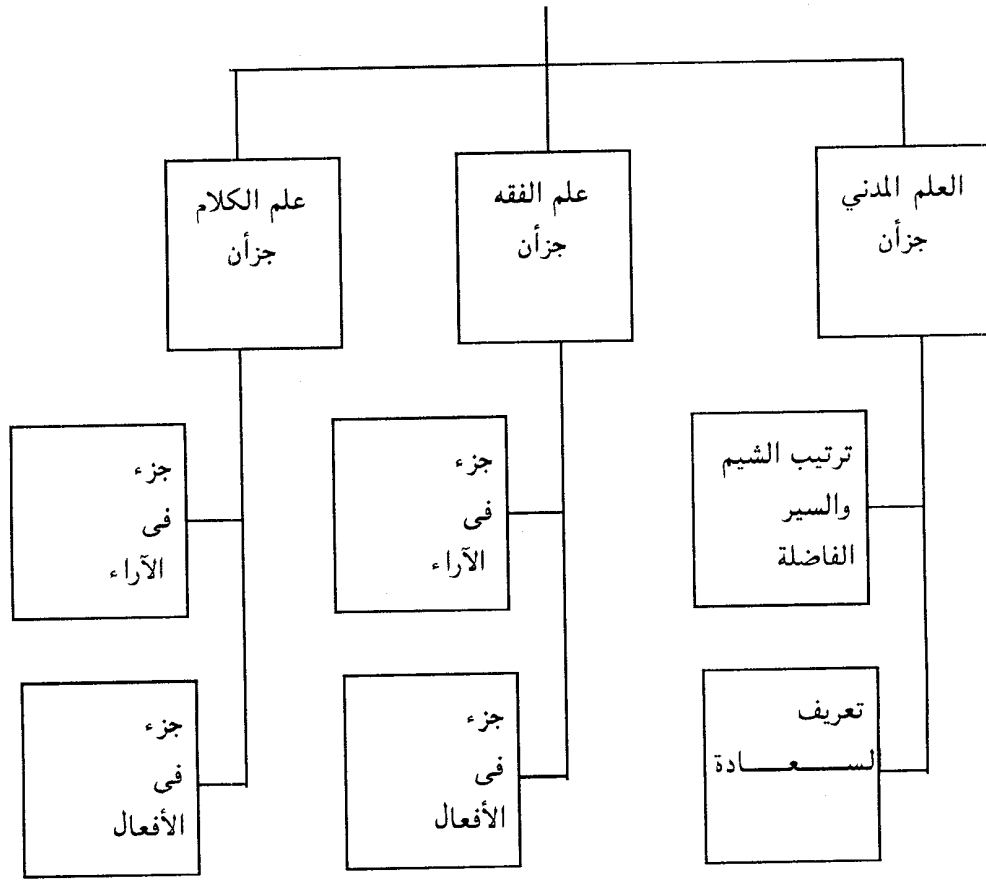 العلم المدني
جزأن
علم الفقه
جزأن
علم الكلام
جزأن
ترتيب الشيم
والسير
الفاضلة
جزء
فى
الآراء
جزء
فى
الآراء
تعريف
لســـعـــادة
جزء
فى
الأفعال
جزء
فى
الأفعال